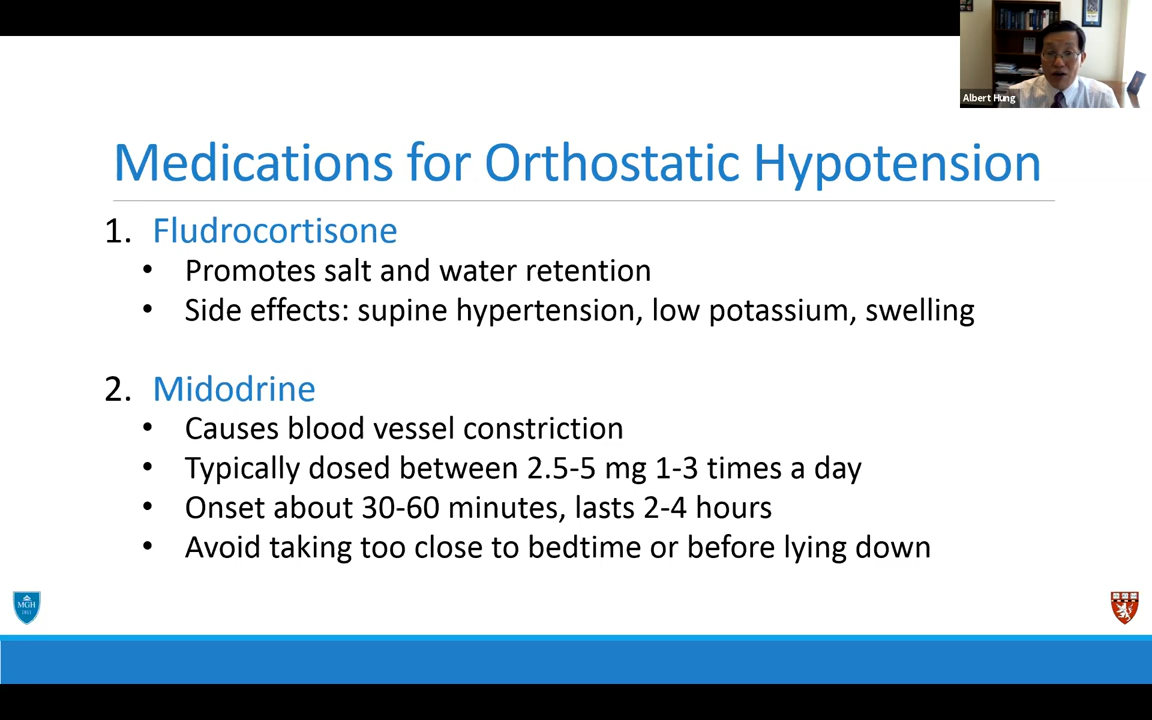 Albert Hung
Medications for Orthostatic Hypotension
1. Fludrocortisone
• Promotes salt and water retention
• Side effects: supine hypertension, low potassium, swelling
2. Midodrine
• Causes blood vessel constriction
• Typically dosed between 2.5-5 mg 1-3 times a day
• Onset about 30-60 minutes, lasts 2-4 hours
• Avoid taking too close to bedtime or before lying down
MGH
1811